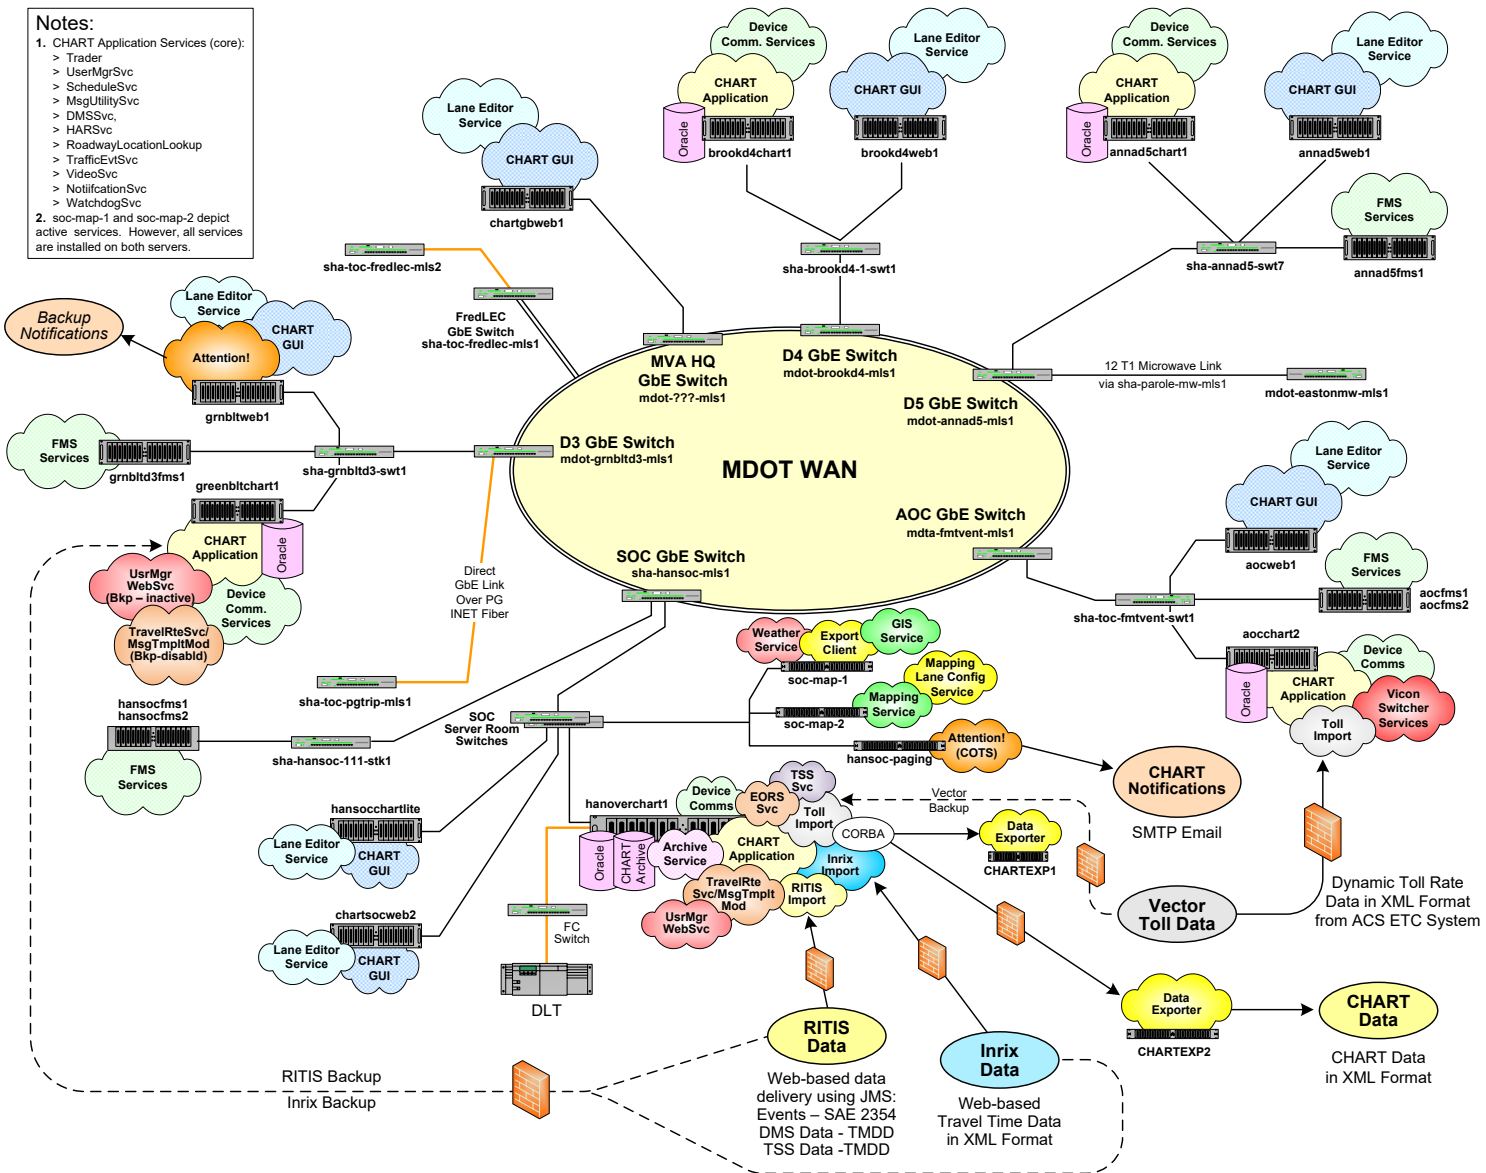 Notes:
1. CHART Application Services (core):
> Trader
> UserMgrSvc
> ScheduleSvc
> MsgUtilitySvc
> DMSSvc,
> HARSvc
> RoadwayLocationLookup
> TrafficEvtSvc
> VideoSvc
> NotiifcationSvc
> WatchdogSvc
2. soc-map-1 and soc-map-2 depict
active services. However, all services
are installed on both servers.
Lane Editor
Service
CHART GUI
chartgbweb1
Device
Comm. Services
CHART
Application
Oracle
brookd4chart1
Lane Editor
Service
CHART GUI
brookd4web1
Device
Comm. Services
CHART
Application
Oracle
annad5chart1
Lane Editor
Service
CHART GUI
annad5web1
FMS
Services
annad5fms1
sha-toc-fredlec-mls2
sha-brookd4-1-swt1
sha-annad5-swt7
FredLEC
GbE Switch
sha-toc-fredlec-mls1
Backup
Notifications
Lane Editor
Service
CHART
GUI
Attention!
grnbltweb1
MVA HQ
GbE Switch
mdot-???-mls1
D4 GbE Switch
mdot-brookd4-mls1
D5 GbE Switch
mdot-annad5-mls1
12 T1 Microwave Link
via sha-parole-mw-mls1
mdot-eastonmw-mls1
FMS
Services
grnbltd3fms1
sha-grnbltd3-swt1
D3 GbE Switch
mdot-grnbltd3-mls1
MDOT WAN
AOC GbE Switch
mdta-fmtvent-mls1
SOC GbE Switch
sha-hansoc-mls1
Lane Editor
Service
CHART GUI
aocweb1
FMS
Services
aocfms1
aocfms2
sha-toc-fmtvent-swt1
greenbltchart1
CHART
Application
Oracle
UsrMgr
WebSvc
(Bkp – inactive)
Device
Comm.
Services
TravelRteSvc/
MsgTmpltMod
(Bkp-disabld)
Direct
GbE Link
Over PG
INET Fiber
sha-toc-pgtrip-mls1
aocchart2
Device
Comms
CHART
Application
Oracle
Vicon
Switcher
Services
Toll
Import
Weather
Service
Export
Client
GIS
Service
soc-map-1
Mapping
Lane Config
Service
Mapping
Service
soc-map-2
hansoc-paging
Attention!
(COTS)
CHART
Notifications
SMTP Email
hansocfms1
hansocfms2
FMS
Services
sha-hansoc-111-stk1
SOC
Server Room
Switches
hansocchartlite
Lane Editor
Service
CHART
GUI
chartsocweb2
Lane Editor
Service
CHART
GUI
hanoverchart1
Device
Comms
EORS
Svc
TSS
Svc
Toll
Import
CORBA
Oracle
CHART
Archive
Archive
Service
CHART
Application
Inrix
Import
TravelRte
Svc/MsgTmplt
Mod
RITIS
Import
UsrMgr
WebSvc
FC
Switch
DLT
Vector
Backup
Data
Exporter
CHARTEXP1
Vector
Toll Data
Dynamic Toll Rate
Data in XML Format
from ACS ETC System
Data
Exporter
CHARTEXP2
CHART
Data
CHART Data
in XML Format
RITIS
Data
Web-based data
delivery using JMS:
Events – SAE 2354
DMS Data - TMDD
TSS Data -TMDD
Inrix
Data
Web-based
Travel Time Data
in XML Format
RITIS Backup
Inrix Backup